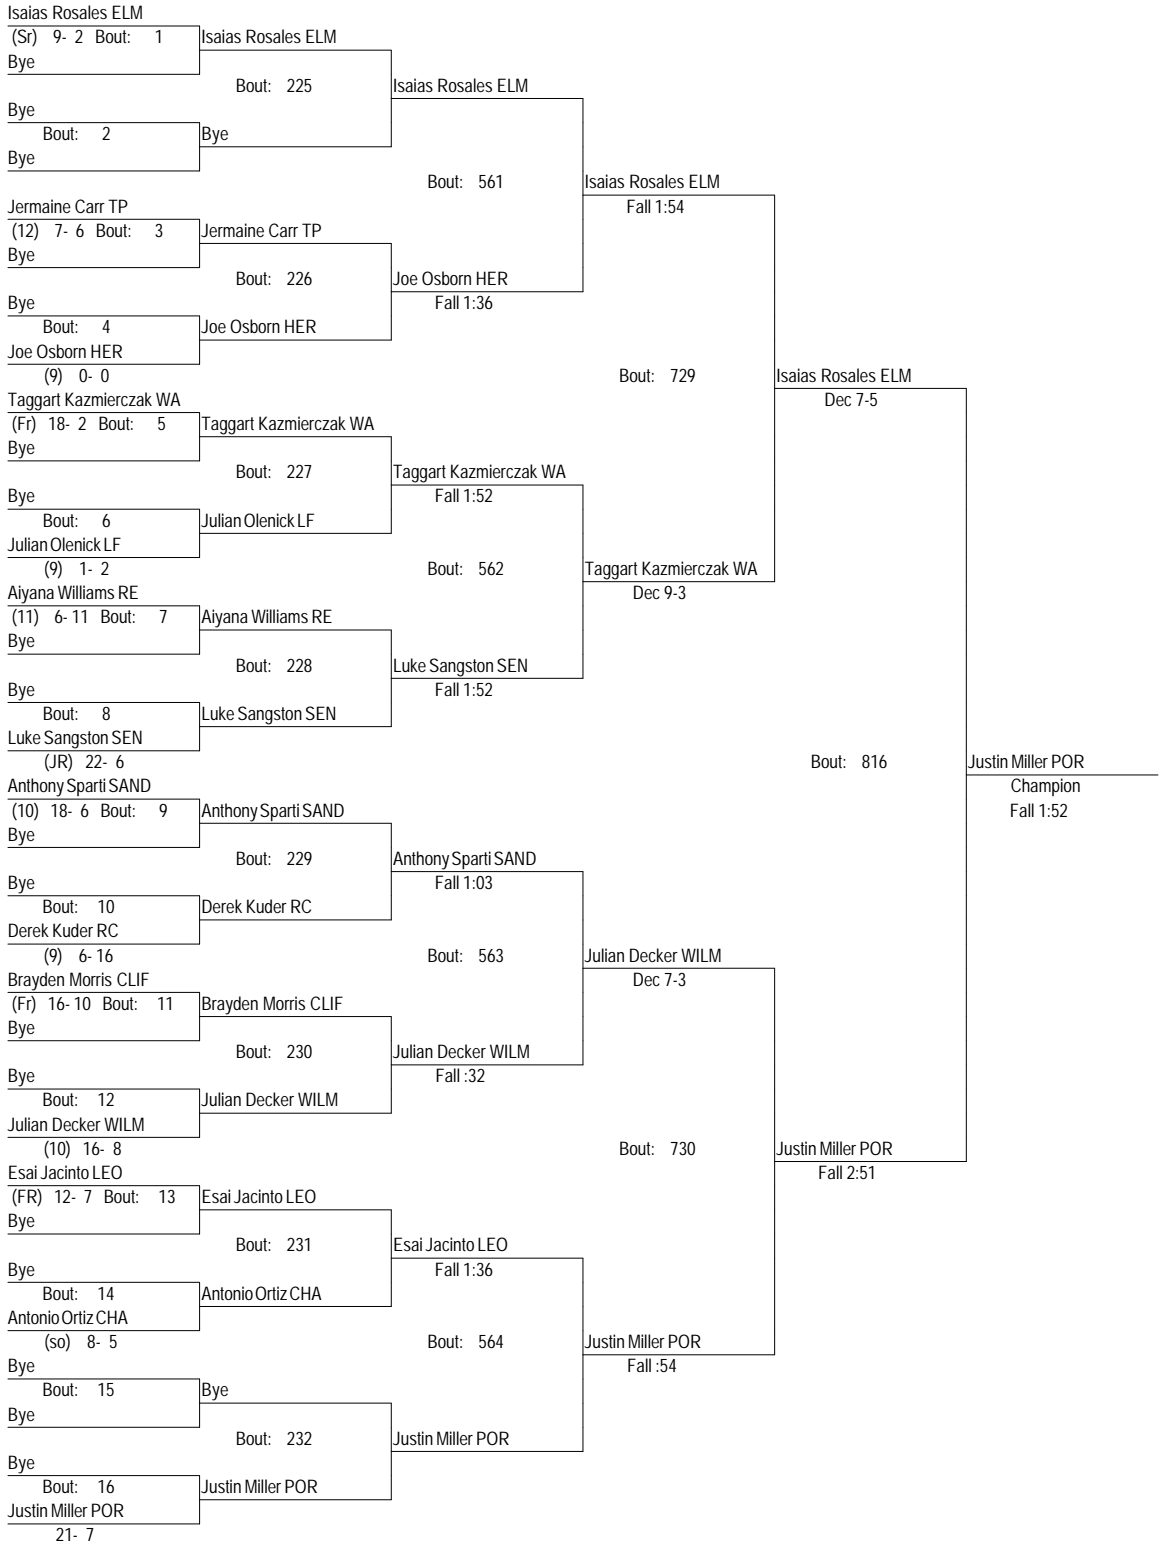 Isaias Rosales ELM
(Sr) 9- 2 Bout: 1 Isaias Rosales ELM
Bye
Bout: 225 Isaias Rosales ELM
Bye
Bout: 2 Bye
Bye
Bout: 561 Isaias Rosales ELM
Jermaine Carr TP Fall 1:54
(12) 7- 6 Bout: 3 Jermaine Carr TP
Bye
Bout: 226 Joe Osborn HER
Bye Fall 1:36
Bout: 4 Joe Osborn HER
Joe Osborn HER
(9) 0- 0 Bout: 729 Isaias Rosales ELM
Taggart Kazmierczak WA Dec 7-5
(Fr) 18- 2 Bout: 5 Taggart Kazmierczak WA
Bye
Bout: 227 Taggart Kazmierczak WA
Bye Fall 1:52
Bout: 6 Julian Olenick LF
Julian Olenick LF
(9) 1- 2 Bout: 562 Taggart Kazmierczak WA
Aiyana Williams RE Dec 9-3
(11) 6- 11 Bout: 7 Aiyana Williams RE
Bye
Bout: 228 Luke Sangston SEN
Bye Fall 1:52
Bout: 8 Luke Sangston SEN
Luke Sangston SEN
(JR) 22- 6 Bout: 816 Justin Miller POR
Anthony Sparti SAND Champion
(10) 18- 6 Bout: 9 Anthony Sparti SAND Fall 1:52
Bye
Bout: 229 Anthony Sparti SAND
Bye Fall 1:03
Bout: 10 Derek Kuder RC
Derek Kuder RC
(9) 6- 16 Bout: 563 Julian Decker WILM
Brayden Morris CLIF Dec 7-3
(Fr) 16- 10 Bout: 11 Brayden Morris CLIF
Bye
Bout: 230 Julian Decker WILM
Bye Fall :32
Bout: 12 Julian Decker WILM
Julian Decker WILM
(10) 16- 8 Bout: 730 Justin Miller POR
Esai Jacinto LEO Fall 2:51
(FR) 12- 7 Bout: 13 Esai Jacinto LEO
Bye
Bout: 231 Esai Jacinto LEO
Bye Fall 1:36
Bout: 14 Antonio Ortiz CHA
Antonio Ortiz CHA
(so) 8- 5 Bout: 564 Justin Miller POR
Bye Fall :54
Bout: 15 Bye
Bye
Bout: 232 Justin Miller POR
Bye
Bout: 16 Justin Miller POR
Justin Miller POR
21- 7